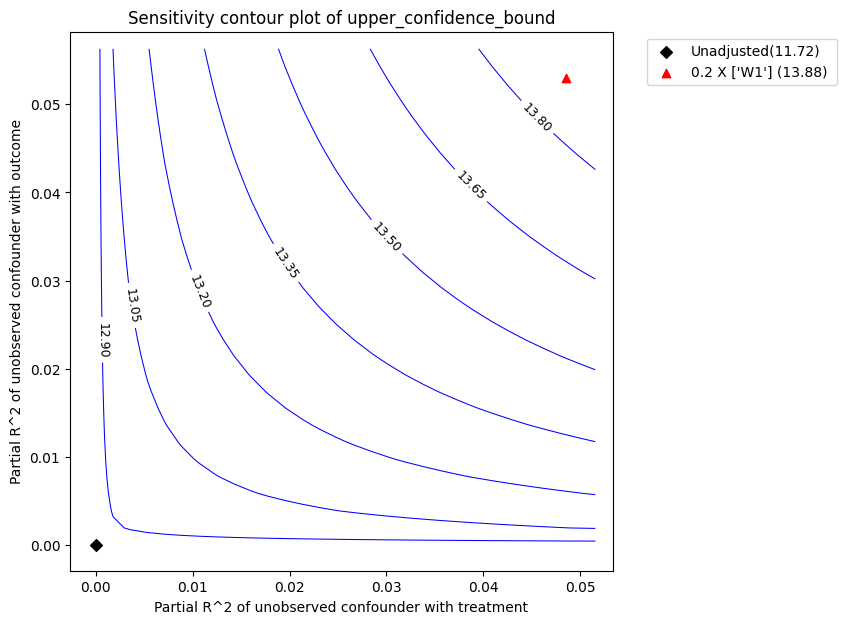 Sensitivity contour plot of upper_confidence_bound
Unadjusted(11.72)
0.2 X ['W1'] (13.88)
Partial R^2 of unobserved confounder with outcome
0.05
0.04
0.03
0.02
0.01
0.00
13.80
13.65
13.50
13.35
13.20
13.05
12.90
0.00 0.01 0.02 0.03 0.04 0.05
Partial R^2 of unobserved confounder with treatment